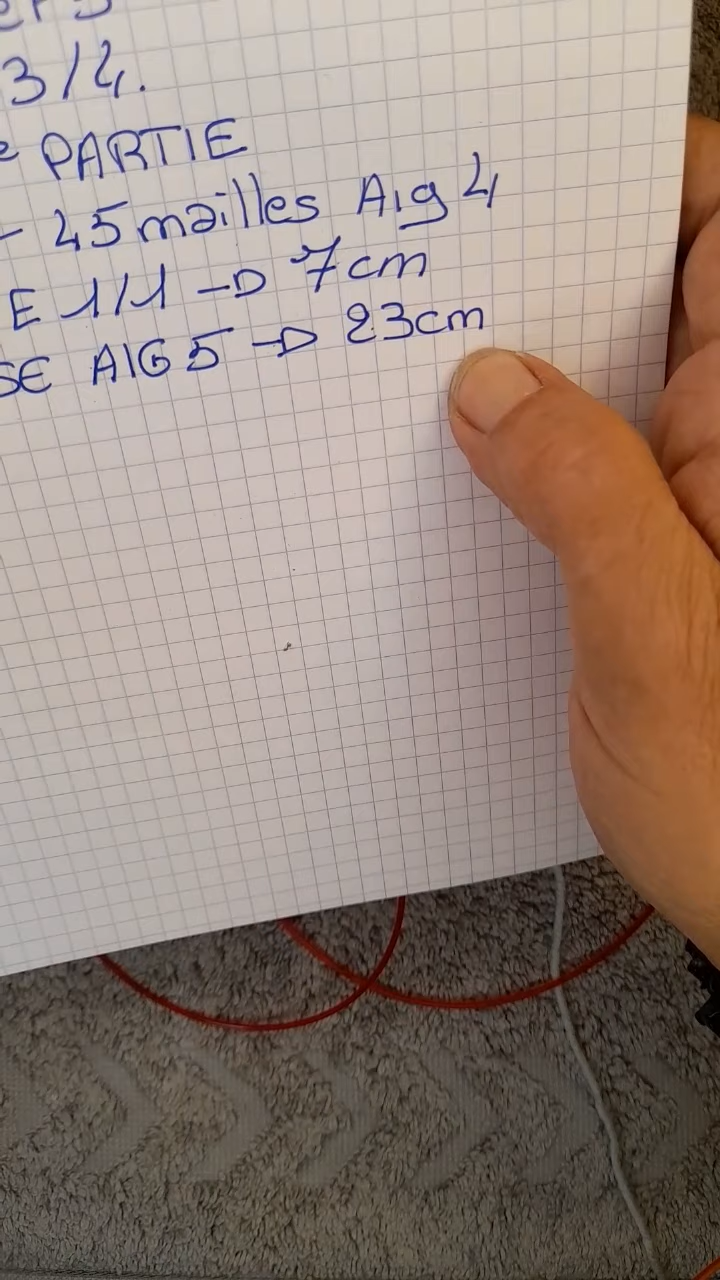 3/4.
PARTIE
- 45 mailles Aig 4
E 1/1 -D 7cm
SE AIG 5 -D 23cm